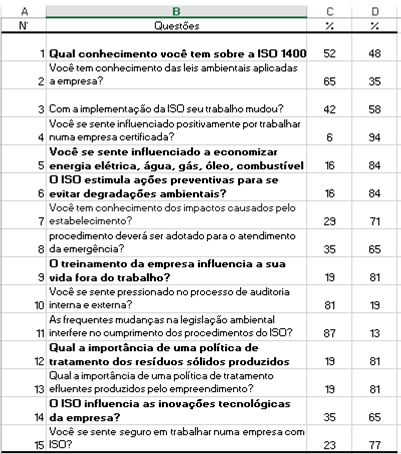 A B C D
N' Questões % %
1 Qual conhecimento você tem sobre a ISO 1400 52 48
Você tem conhecimento das leis ambientais aplicadas
2 a empresa? 65 35
3 Com a implementação da ISO seu trabalho mudou? 42 58
Você se sente influenciado positivamente por trabalhar
4 numa empresa certificada? 6 94
Você se sente influenciado a economizar
5 energia elétrica, água, gás, óleo, combustível 16 84
O ISO estimula ações preventivas para se
6 evitar degradações ambientais? 16 84
Você tem conhecimento dos impactos causados pelo
7 estabelecimento? 29 71
procedimento deverá ser adotado para o atendimento
8 da emergência? 35 65
O treinamento da empresa influencia a sua
9 vida fora do trabalho? 19 81
Você se sente pressionado no processo de auditoria
10 interna e externa? 81 19
As frequentes mudanças na legislação ambiental
11 interfere no cumprimento dos procedimentos do ISO? 87 13
Qual a importância de uma política de
12 tratamento dos resíduos sólidos produzidos 19 81
Qual a importância de uma política de tratamento
13 efluentes produzidos pelo empreendimento? 19 81
O ISO influencia as inovações tecnológicas
14 da empresa? 35 65
Você se sente seguro em trabalhar numa empresa com
15 ISO? 23 77